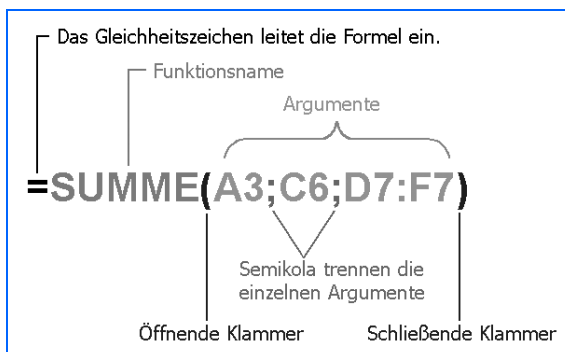 Das Gleichheitszeichen leitet die Formel ein.
Funktionsname
Argumente
=SUMME(A3;C6;D7:F7)
Semikola trennen die
einzelnen Argumente
Öffnende Klammer
Schließende Klammer